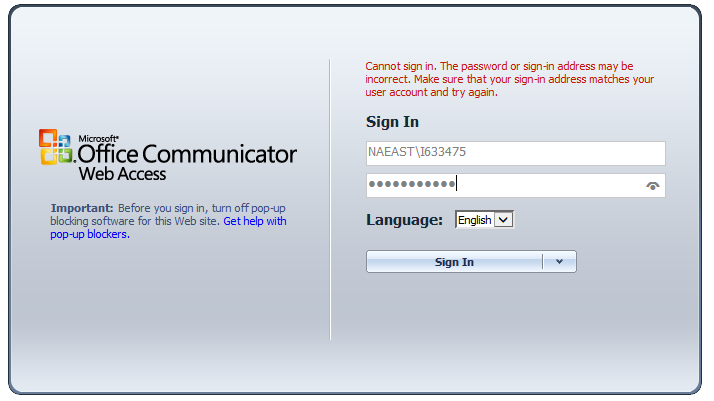 Cannot sign in. The password or sign-in address may be
incorrect. Make sure that your sign-in address matches your
user account and try again.
Sign In
NAEAST\I633475
●●●●●●●●●●●
Language: English
Sign In
Microsoft®
Office Communicator
Web Access
Important: Before you sign in, turn off pop-up
blocking software for this Web site. Get help with
pop-up blockers.